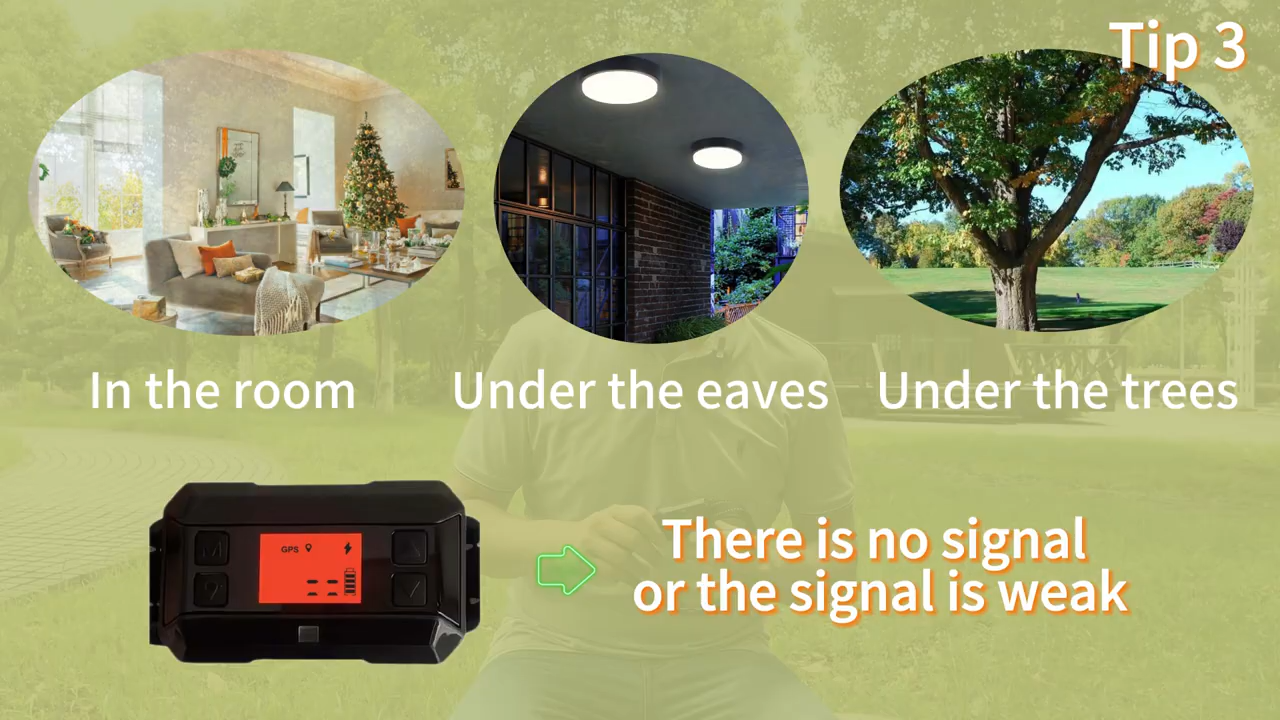 Tip 3
In the room
Under the eaves
Under the trees
GPS
There is no signal
or the signal is weak